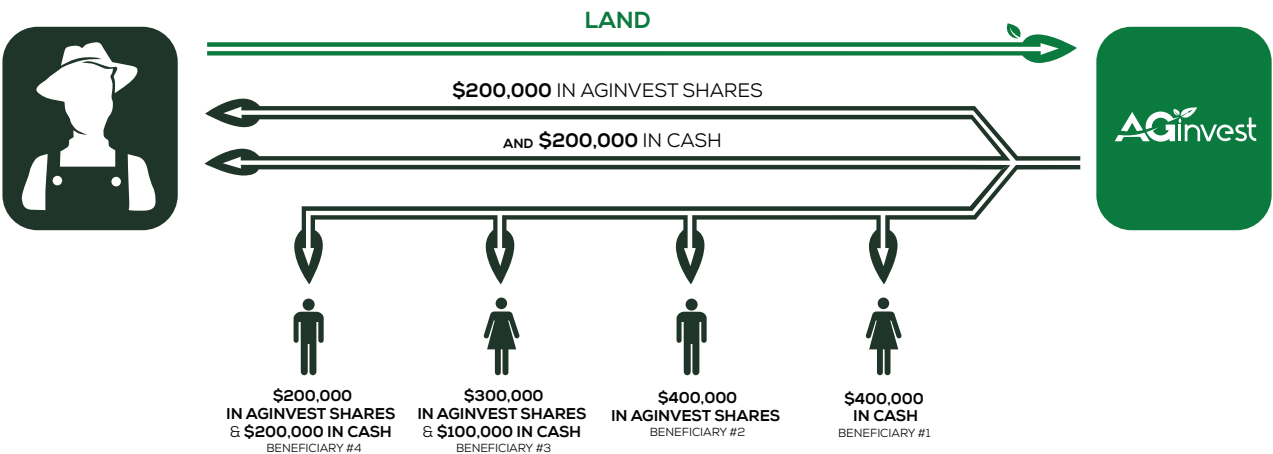 LAND
$200,000 IN AGINVEST SHARES
AND $200,000 IN CASH
AGinvest
$200,000
IN AGINVEST SHARES
& $200,000 IN CASH
BENEFICIARY #4
$300,000
IN AGINVEST SHARES
& $100,000 IN CASH
BENEFICIARY #3
$400,000
IN AGINVEST SHARES
BENEFICIARY #2
$400,000
IN CASH
BENEFICIARY #1